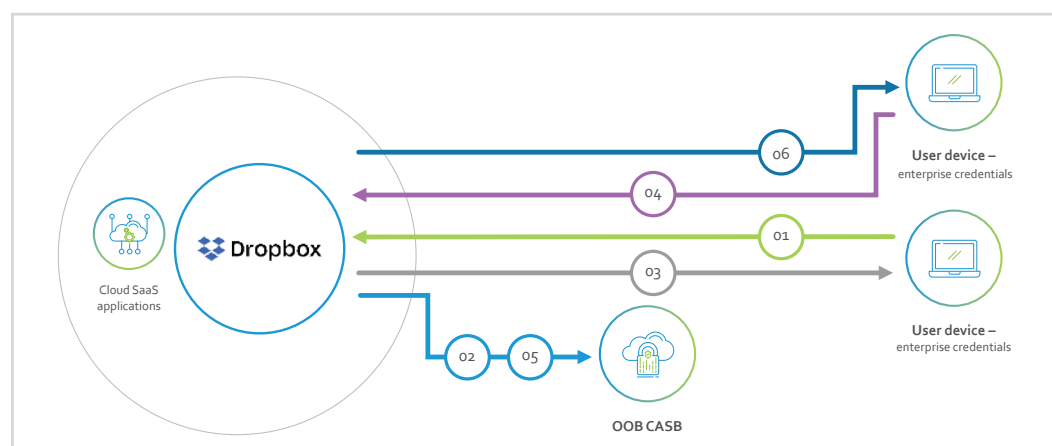 06
User device –
enterprise credentials
04
01
Dropbox
03
Cloud SaaS
applications
User device –
enterprise credentials
02
05
OOB CASB